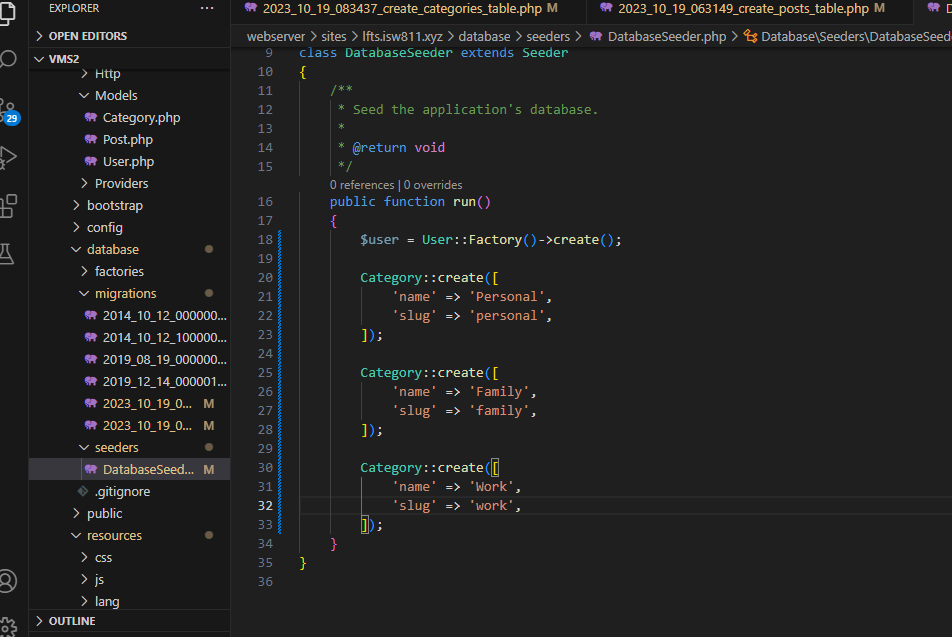 EXPLORER
···
2023_10_19_083437_create_categories_table.php M
2023_10_19_063149_create_posts_table.php M
OPEN EDITORS
webserver > sites > lfts.isw811.xyz > database > seeders > DatabaseSeeder.php > Database\Seeders\DatabaseSeed
VMS2
Http
Models
Category.php
Post.php
User.php
Providers
bootstrap
config
database
factories
migrations
2014_10_12_000000...
2014_10_12_100000...
2019_08_19_000000...
2019_12_14_000001...
2023_10_19_0... M
2023_10_19_0... M
seeders
DatabaseSeed... M
.gitignore
public
resources
css
js
lang
OUTLINE
29
9 class DatabaseSeeder extends Seeder
10 {
11 /**
12 * Seed the application's database.
13 *
14 * @return void
15 */
0 references | 0 overrides
16 public function run()
17 {
18 $user = User::Factory()->create();
19
20 Category::create([
21 'name' => 'Personal',
22 'slug' => 'personal',
23 ]);
24
25 Category::create([
26 'name' => 'Family',
27 'slug' => 'family',
28 ]);
29
30 Category::create([
31 'name' => 'Work',
32 'slug' => 'work',
33 ]);
34 }
35 }
36